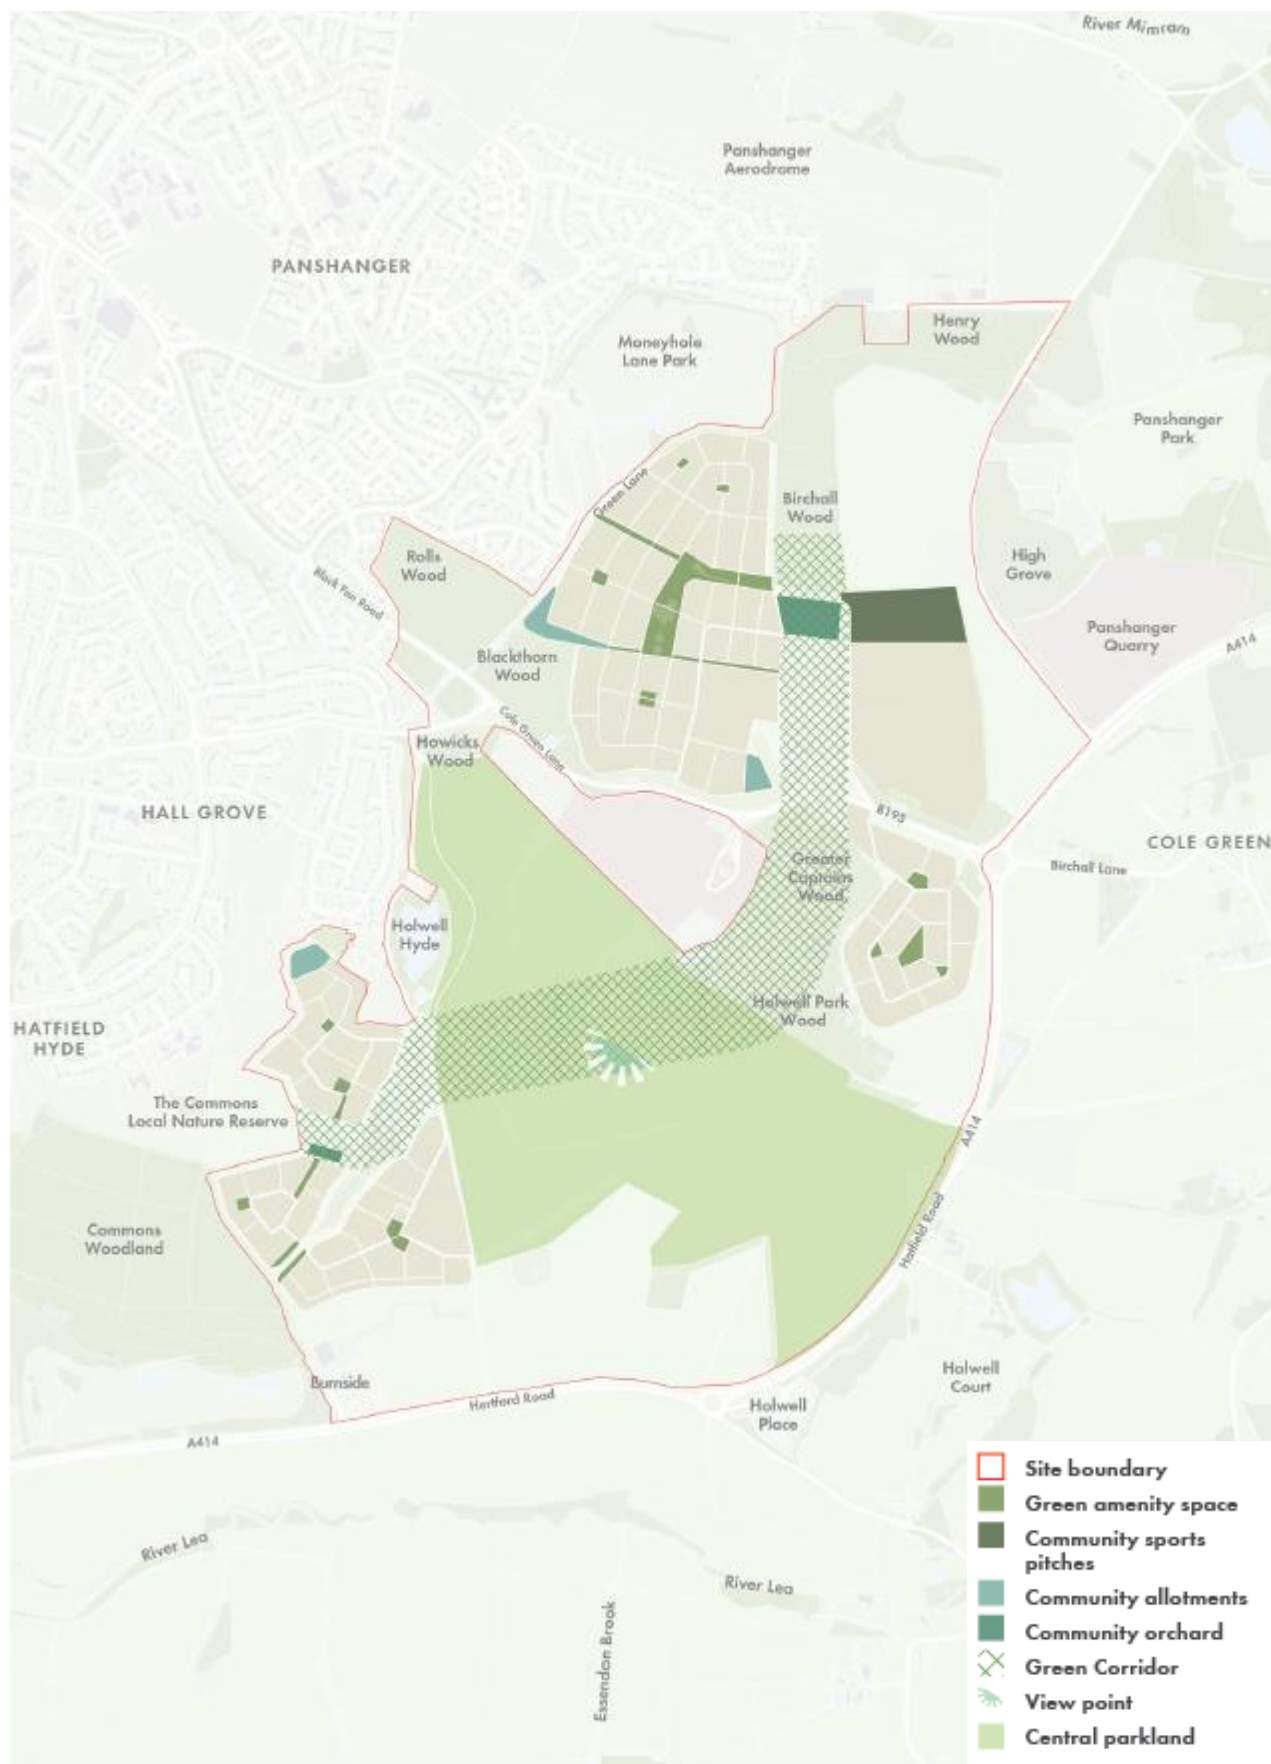 River Mimram
Panshanger
Aerodrome
PANSHANGER
Henry
Wood
Moneyhole
Lane Park
Panshanger
Park
Green Lane
Birchall
Wood
Rolls
Wood
High
Grove
Black Fan Road
Panshanger
Quarry
A414
Blackthorn
Wood
Cole Green Lane
Howicks
Wood
HALL GROVE
B195
COLE GREEN
Greater
Captains
Wood
Birchall Lane
Holwell
Hyde
Holwell Park
Wood
HATFIELD
HYDE
The Commons
Local Nature Reserve
A414
Commons
Woodland
Hatfield Road
Burnside
Holwell
Court
Hertford Road
Holwell
Place
A414
River Lea
River Lea
Essendon Brook
Site boundary
Green amenity space
Community sports
pitches
Community allotments
Community orchard
Green Corridor
View point
Central parkland